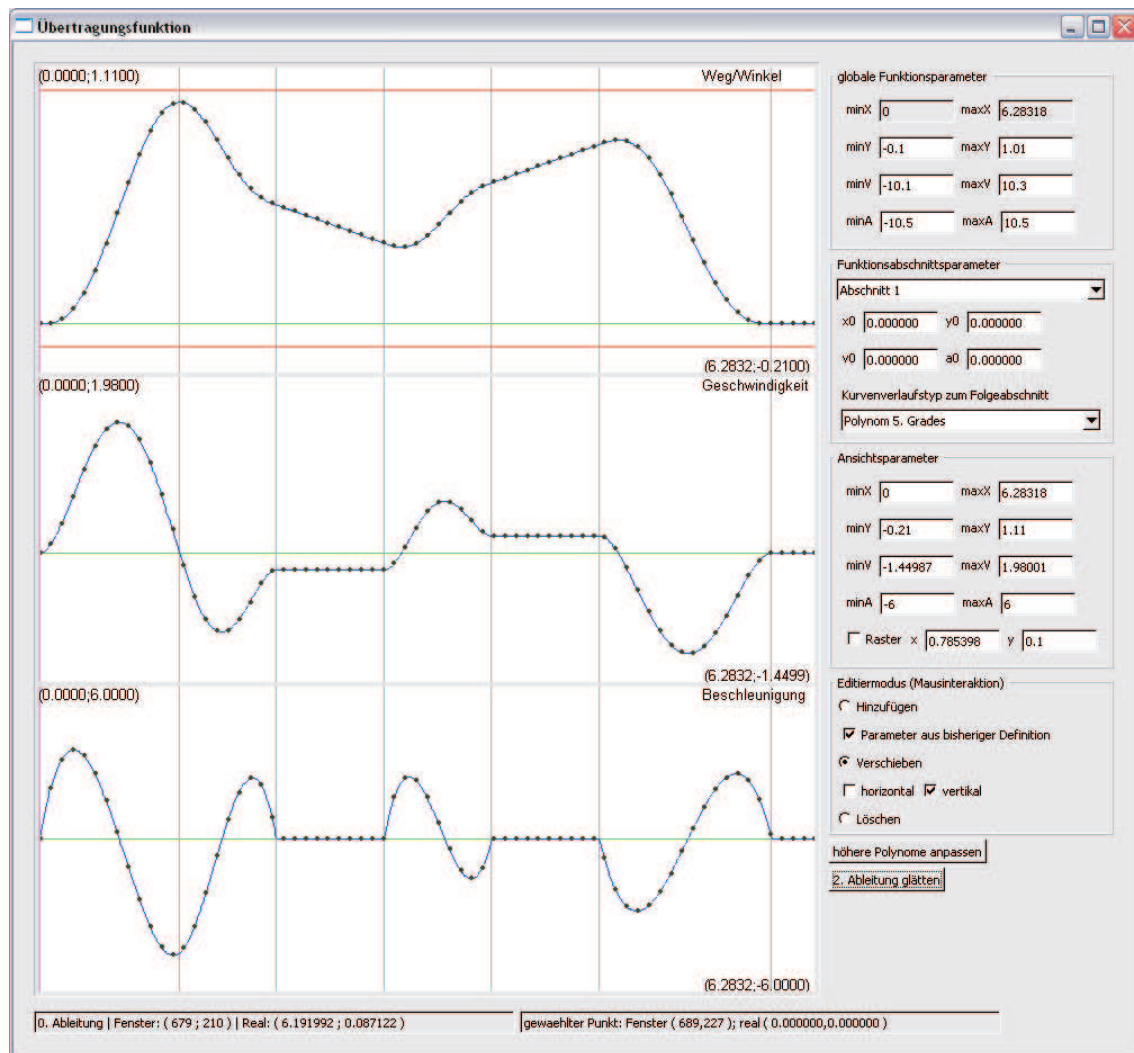 Übertragungsfunktion
(0.0000;1.1100) Weg/Winkel
(6.2832;-0.2100)
(0.0000;1.9800) Geschwindigkeit
(6.2832;-1.4499)
(0.0000;6.0000) Beschleunigung
(6.2832;-6.0000)
globale Funktionsparameter
minX 0 maxX 6.28318
minY -0.1 maxY 1.01
minV -10.1 maxV 10.3
minA -10.5 maxA 10.5
Funktionsabschnittsparameter
Abschnitt 1
x0 0.000000 y0 0.000000
v0 0.000000 a0 0.000000
Kurvenverlaufstyp zum Folgeabschnitt
Polynom 5. Grades
Ansichtsparameter
minX 0 maxX 6.28318
minY -0.21 maxY 1.11
minV -1.44987 maxV 1.98001
minA -6 maxA 6
Raster x 0.785398 y 0.1
Editiermodus (Mausinteraktion)
Hinzufügen
Parameter aus bisheriger Definition
Verschieben
horizontal vertikal
Löschen
höhere Polynome anpassen
2. Ableitung glätten
0. Ableitung | Fenster: ( 679 ; 210 ) | Real: ( 6.191992 ; 0.087122 )
gewaehlter Punkt: Fenster ( 689,227 ); real ( 0.000000,0.000000 )